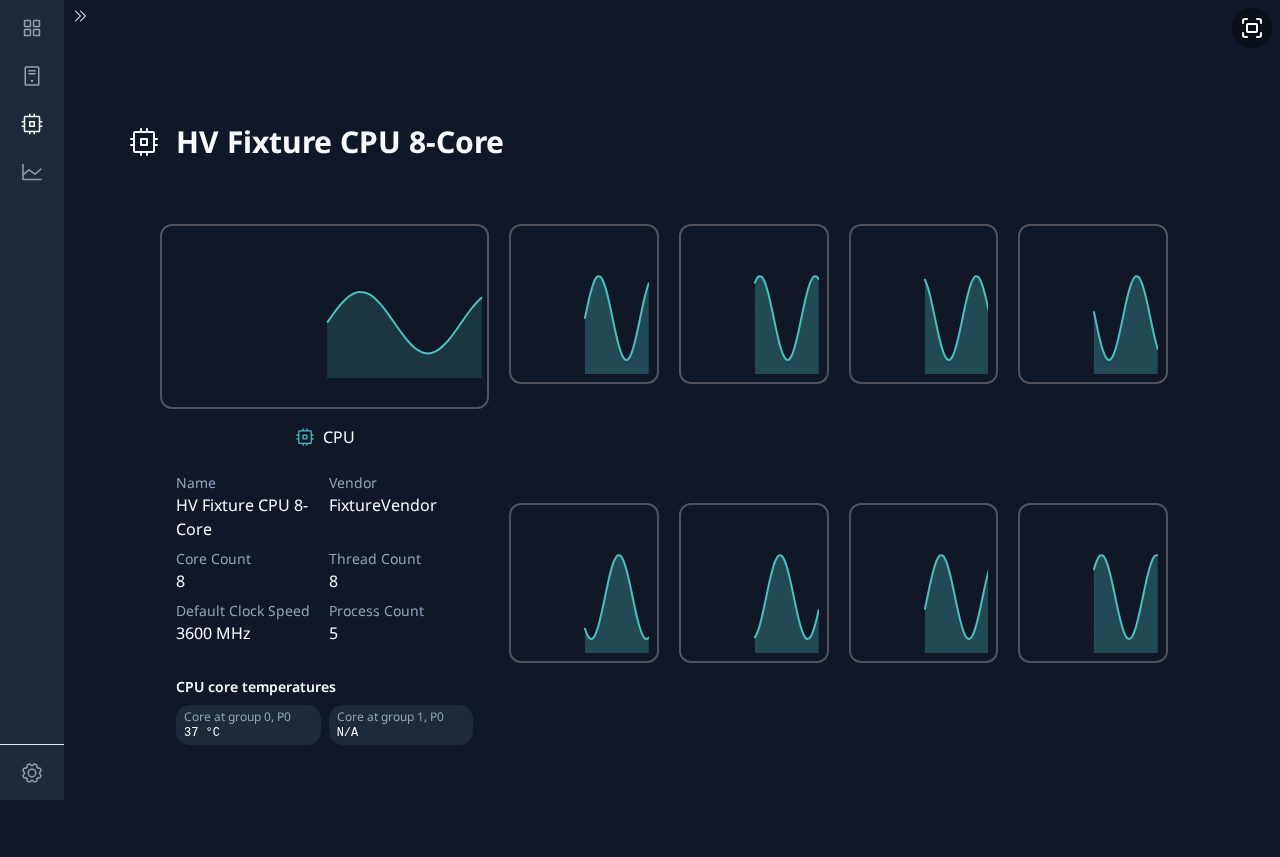 HV Fixture CPU 8-Core
CPU
Name
HV Fixture CPU 8-
Core
Vendor
FixtureVendor
Core Count
8
Thread Count
8
Default Clock Speed
3600 MHz
Process Count
5
CPU core temperatures
Core at group 0, P0
37 °C
Core at group 1, P0
N/A